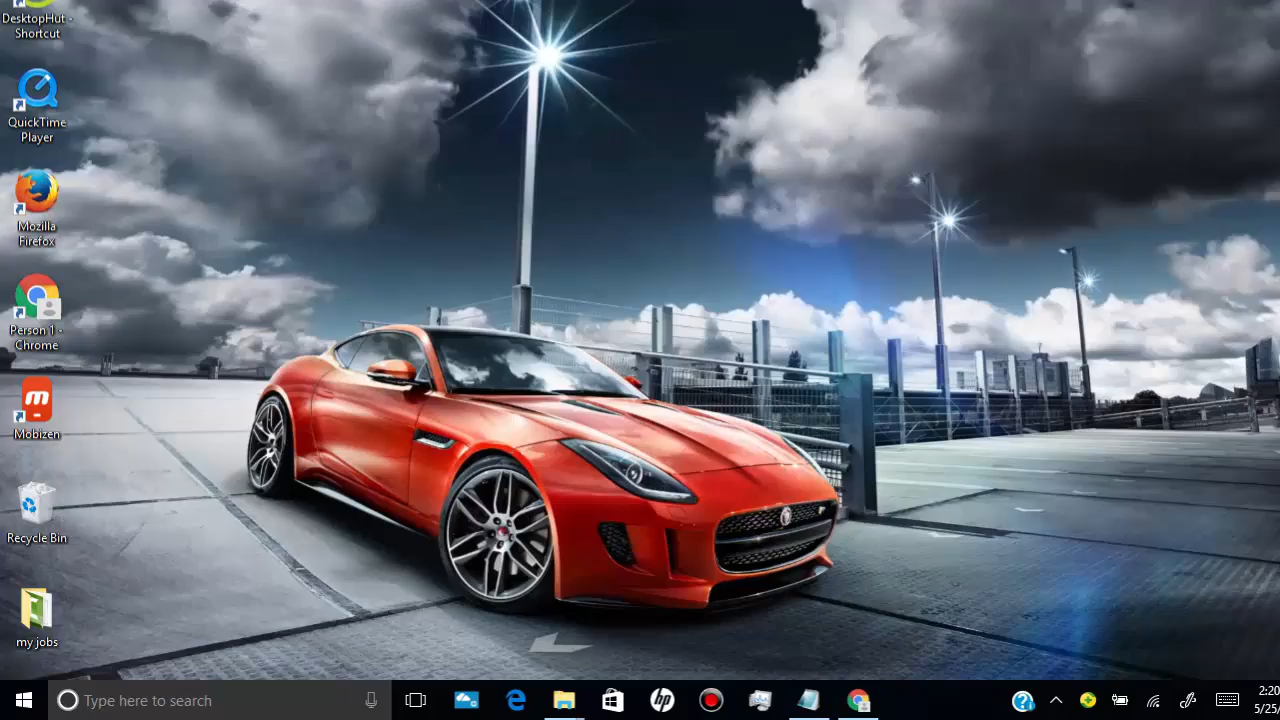 DesktopHut -
Shortcut
QuickTime
Player
Mozilla
Firefox
Person 1 -
Chrome
m
Mobizen
Recycle Bin
my jobs
Type here to search
e
hp
?
2:20
5/25/